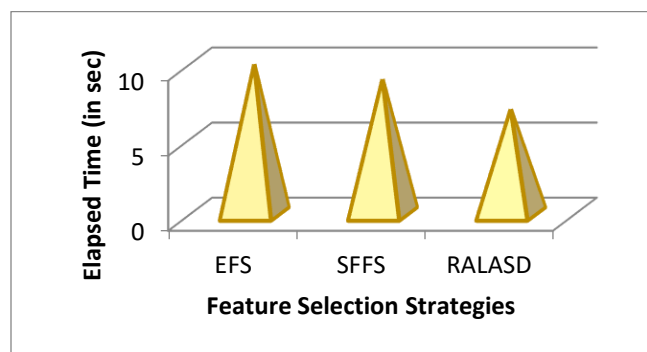 Elapsed Time (in sec)
10
5
0
EFS SFFS RALASD
Feature Selection Strategies